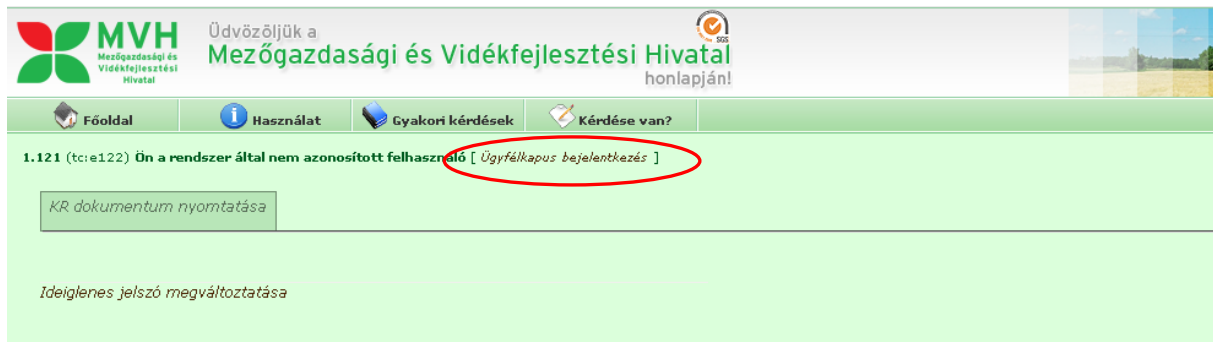 MVH
Mezőgazdasági és
Vidékfejlesztési
Hivatal
Üdvözöljük a
Mezőgazdasági és Vidékfejlesztési Hivatal
honlapján!
SGS
Főoldal
Használat
Gyakori kérdések
Kérdése van?
1.121 (tc:e122) Ön a rendszer által nem azonosított felhasználó [ Ügyfélkapus bejelentkezés ]
KR dokumentum nyomtatása
Ideiglenes jelszó megváltoztatása